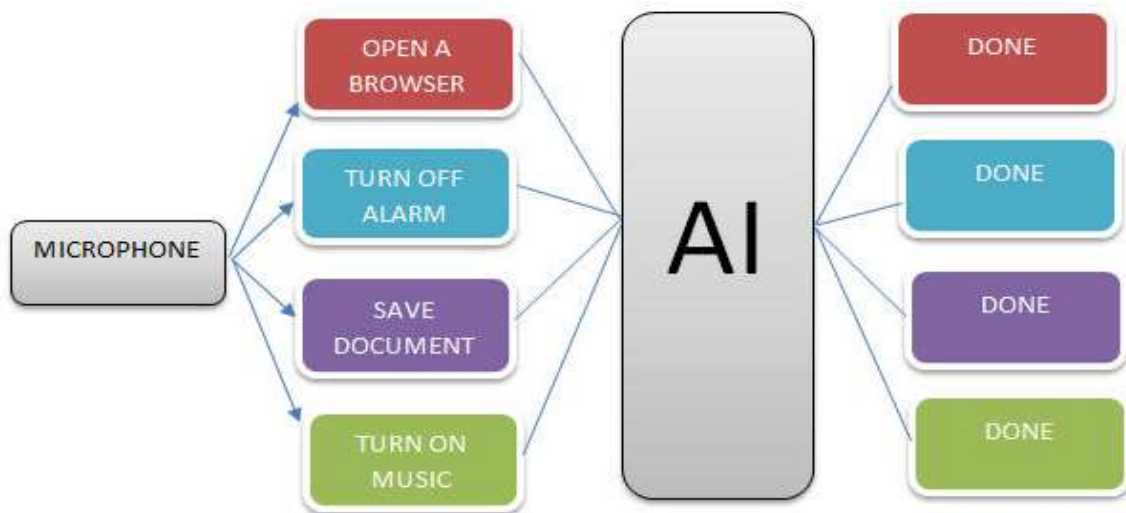 MICROPHONE
OPEN A
BROWSER
TURN OFF
ALARM
SAVE
DOCUMENT
TURN ON
MUSIC
AI
DONE
DONE
DONE
DONE